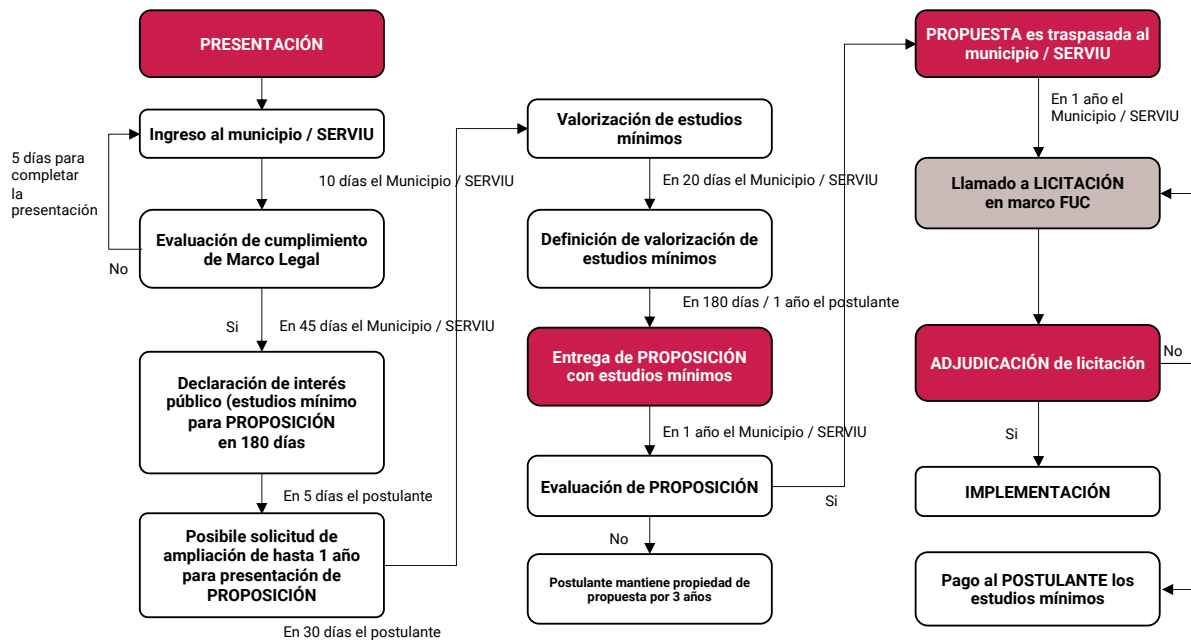 PRESENTACIÓN
Ingreso al municipio / SERVIU
5 días para
completar
la
presentación
10 días el Municipio / SERVIU
Evaluación de cumplimiento
de Marco Legal
No
Si
En 45 días el Municipio / SERVIU
Declaración de interés
público (estudios mínimo
para PROPOSICIÓN
en 180 días
En 5 días el postulante
Posibile solicitud de
ampliación de hasta 1 año
para presentación de
PROPOSICIÓN
En 30 días el postulante
Valorización de estudios
mínimos
En 20 días el Municipio / SERVIU
Definición de valorización de
estudios mínimos
En 180 días / 1 año el postulante
Entrega de PROPOSICIÓN
con estudios mínimos
En 1 año el Municipio / SERVIU
Evaluación de PROPOSICIÓN
Si
No
Postulante mantiene propiedad de
propuesta por 3 años
PROPUESTA es traspasada al
municipio / SERVIU
En 1 año el
Municipio / SERVIU
Llamado a LICITACIÓN
en marco FUC
ADJUDICACIÓN de licitación
No
Si
IMPLEMENTACIÓN
Pago al POSTULANTE los
estudios mínimos